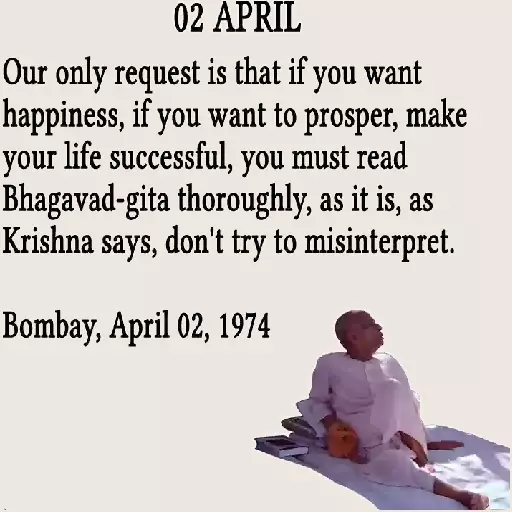 02 APRIL
Our only request is that if you want
happiness, if you want to prosper, make
your life successful, you must read
Bhagavad-gita thoroughly, as it is, as
Krishna says, don't try to misinterpret.
Bombay, April 02, 1974